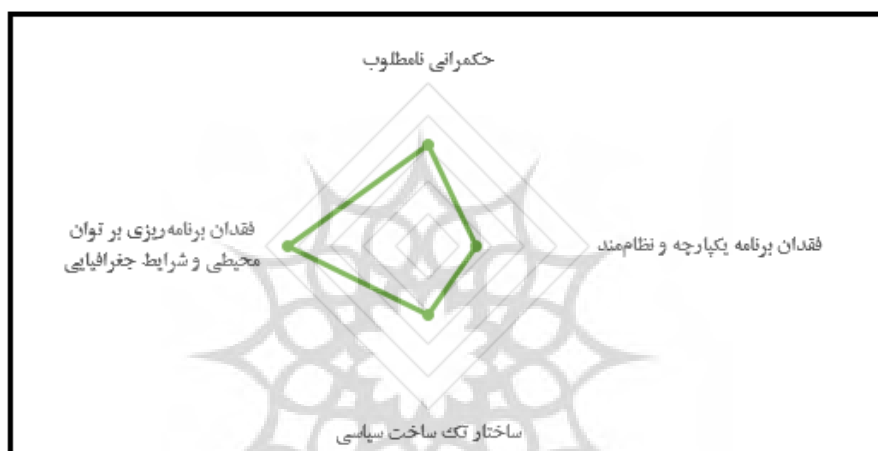 حکمرانی نامطلوب
فقدان برنامه یکپارچه و نظام‌مند
فقدان برنامه‌ریزی بر توان
محیطی و شرایط جغرافیایی
ساختار تک ساخت سیاسی